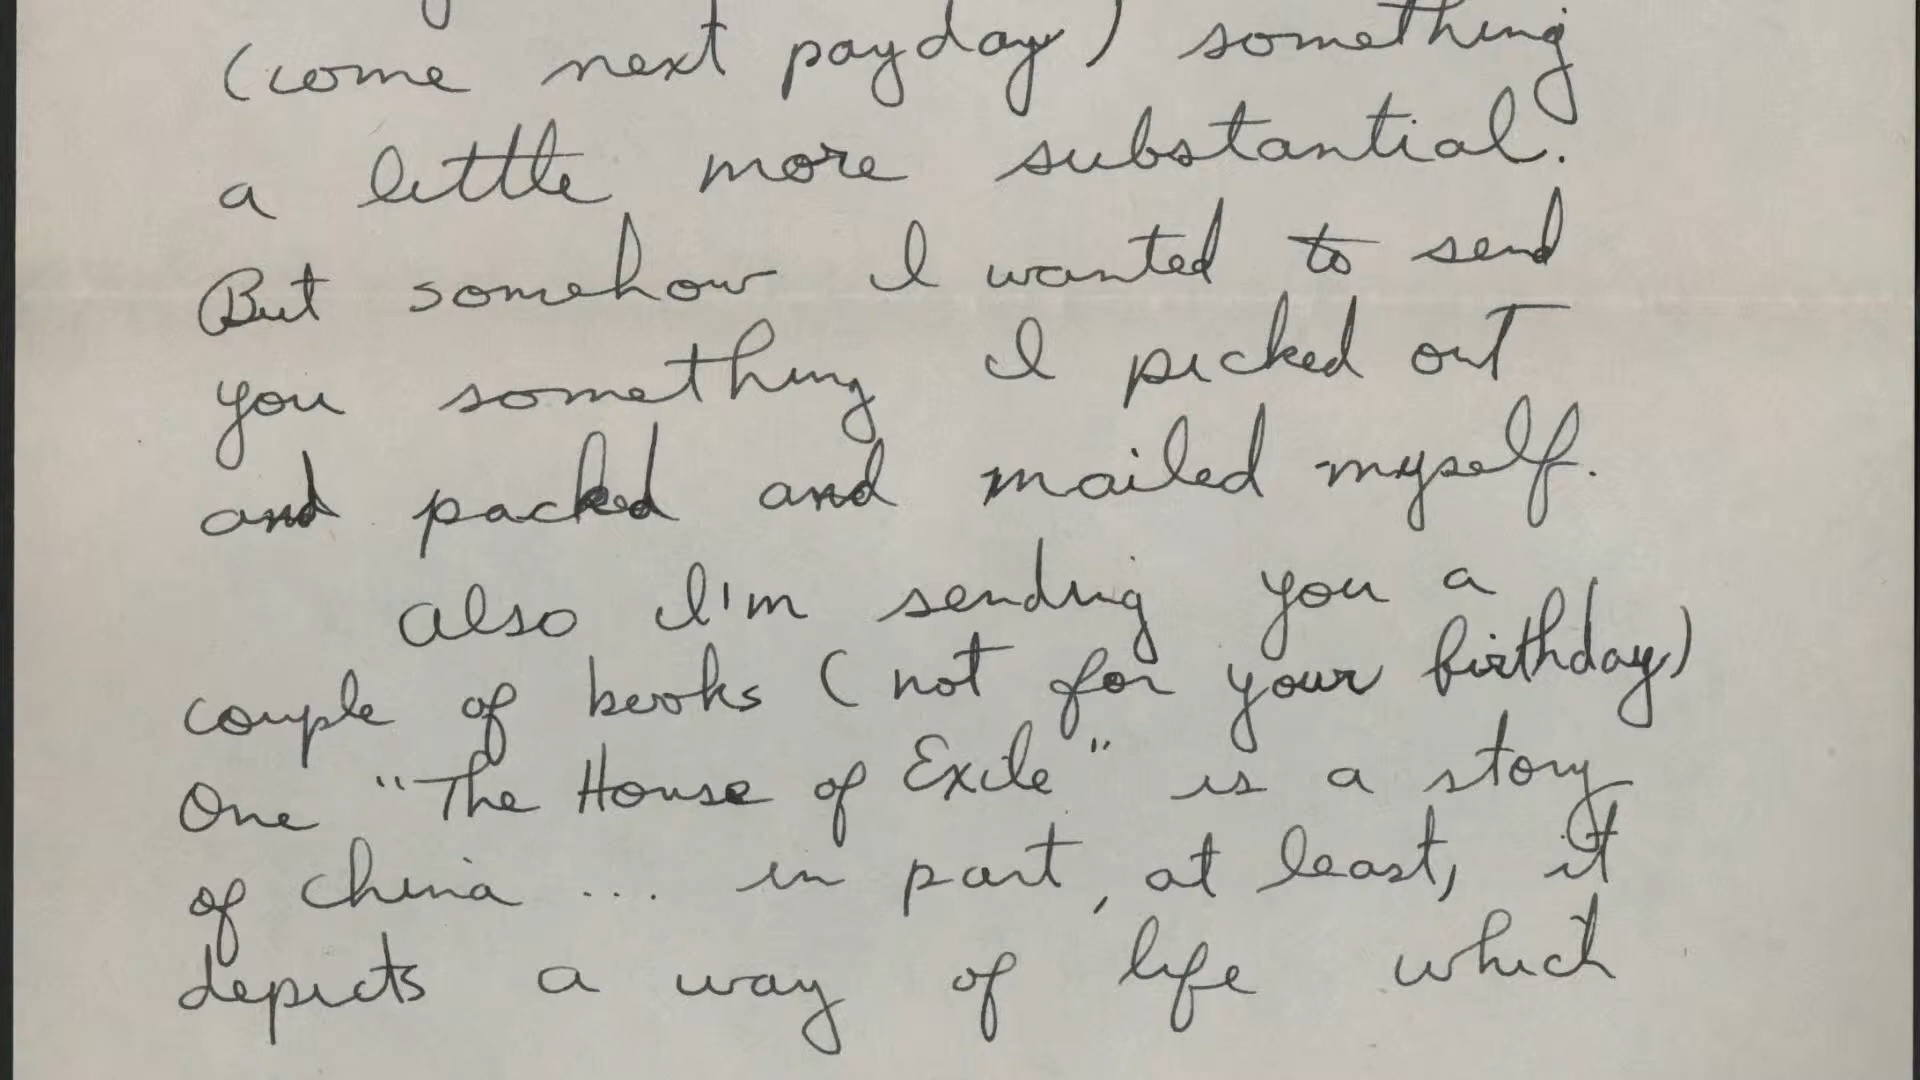 (come next payday) something
a little more substantial.
But somehow I wanted to send
you something I picked out
and packed and mailed myself.
also I'm sending you a
couple of books (not for your birthday)
One "The House of Exile" is a story
of china ... in part, at least, it
depicts a way of life which